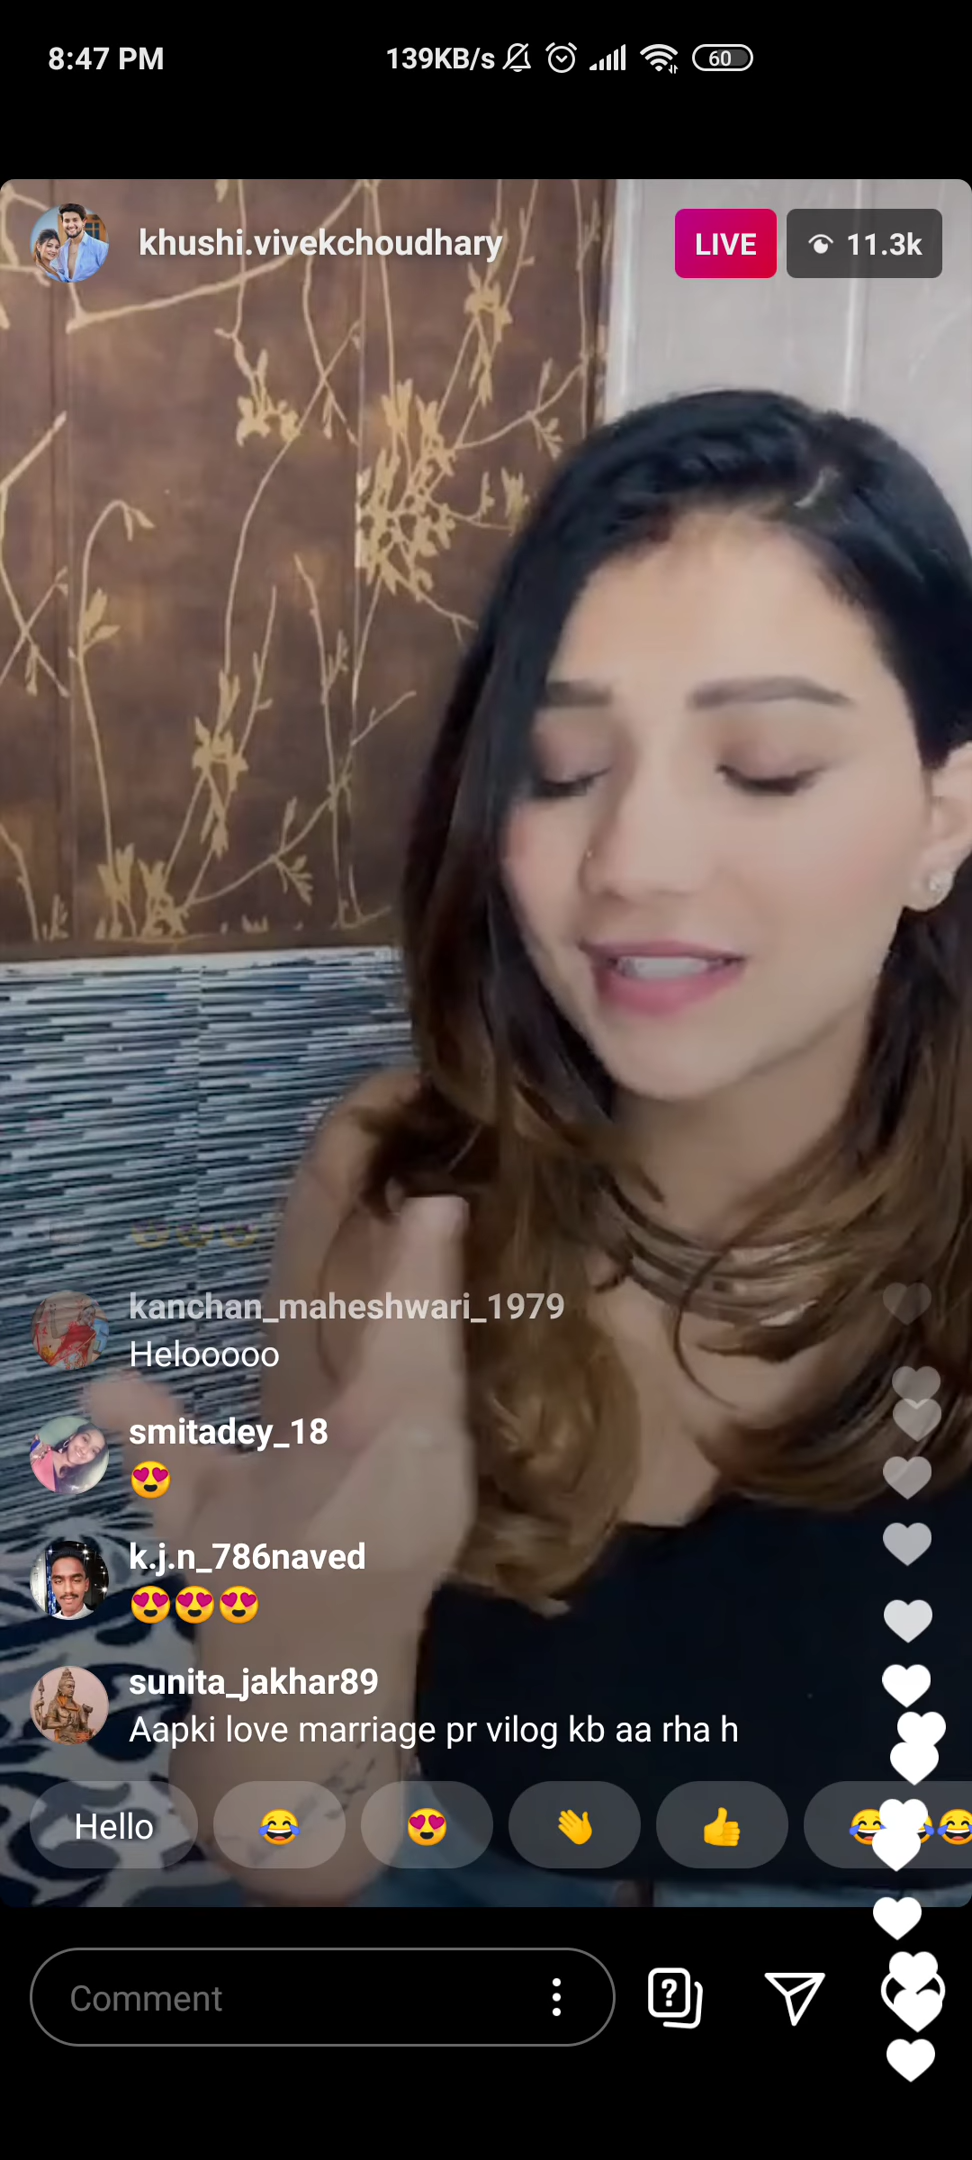 8:47 PM
139KB/s
60
khushi.vivekchoudhary
LIVE
11.3k
kanchan_maheshwari_1979
Helooooo
smitadey_18
😍
k.j.n_786naved
😍😍😍
sunita_jakhar89
Aapki love marriage pr vilog kb aa rha h
Hello
Comment